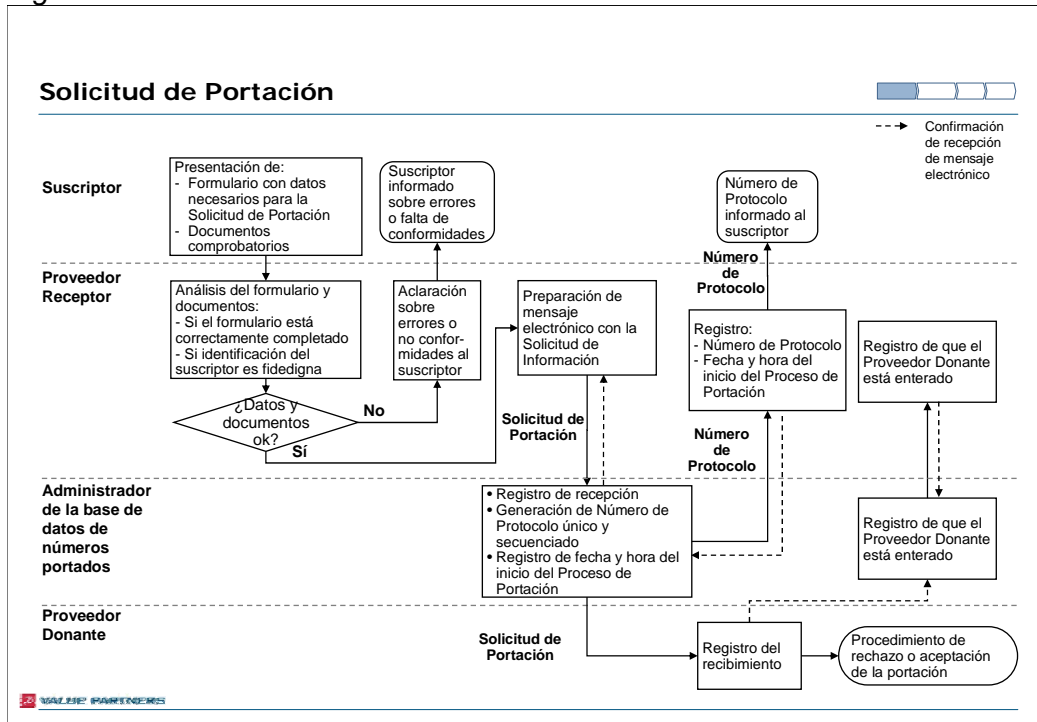 Solicitud de Portación
Confirmación
de recepción
de mensaje
electrónico
Suscriptor
Presentación de:
- Formulario con datos
necesarios para la
Solicitud de Portación
- Documentos
comprobatorios
Suscriptor
informado
sobre errores
o falta de
conformidades
Número de
Protocolo
informado al
suscriptor
Número
de
Protocolo
Proveedor
Receptor
Análisis del formulario y
documentos:
- Si el formulario está
correctamente completado
- Si identificación del
suscriptor es fidedigna
Aclaración
sobre
errores o
no confor-
midades al
suscriptor
Preparación de
mensaje
electrónico con la
Solicitud de
Información
Registro:
- Número de Protocolo
- Fecha y hora del
inicio del Proceso de
Portación
Registro de que el
Proveedor Donante
está enterado
¿Datos y
documentos
ok?
No
Sí
Solicitud de
Portación
Número
de
Protocolo
Administrador
de la base de
datos de
números
portados
• Registro de recepción
• Generación de Número de
Protocolo único y
secuenciado
• Registro de fecha y hora del
inicio del Proceso de
Portación
Registro de que el
Proveedor Donante
está enterado
Proveedor
Donante
Solicitud de
Portación
Registro del
recibimiento
Procedimiento de
rechazo o aceptación
de la portación
VALUE PARTNERS